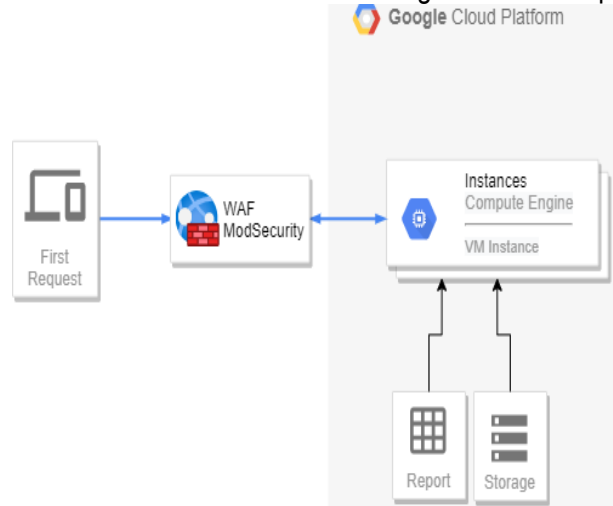 Google Cloud Platform
First
Request
WAF
ModSecurity
Instances
Compute Engine
VM Instance
Report
Storage